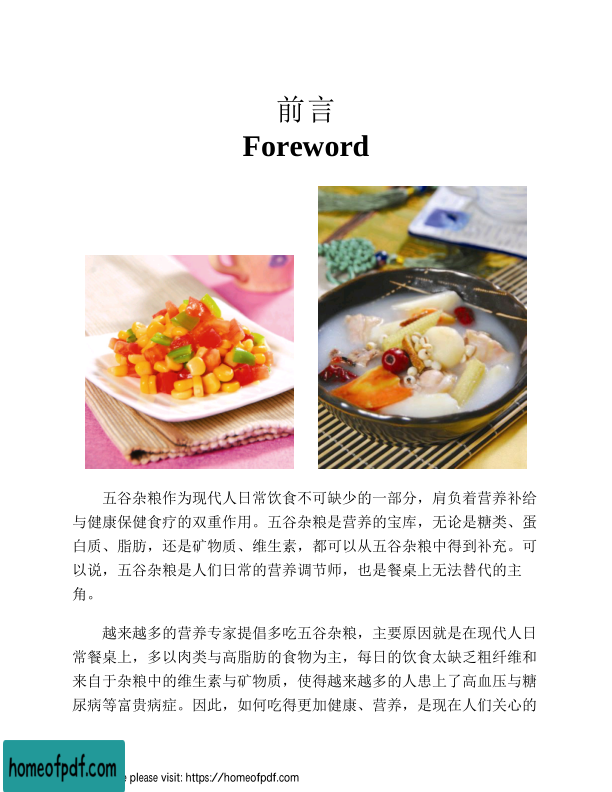 前言
Foreword
五谷杂粮作为现代人日常饮食不可缺少的一部分，肩负着营养补给
与健康保健食疗的双重作用。五谷杂粮是营养的宝库，无论是糖类、蛋
白质、脂肪，还是矿物质、维生素，都可以从五谷杂粮中得到补充。可
以说，五谷杂粮是人们日常的营养调节师，也是餐桌上无法替代的主
角。
越来越多的营养专家提倡多吃五谷杂粮，主要原因就是在现代人日
常餐桌上，多以肉类与高脂肪的食物为主，每日的饮食太缺乏粗纤维和
来自于杂粮中的维生素与矿物质，使得越来越多的人患上了高血压与糖
尿病等富贵病症。因此，如何吃得更加健康、营养，是现在人们关心的
homeofpdf.com
e please visit: https://homeofpdf.com